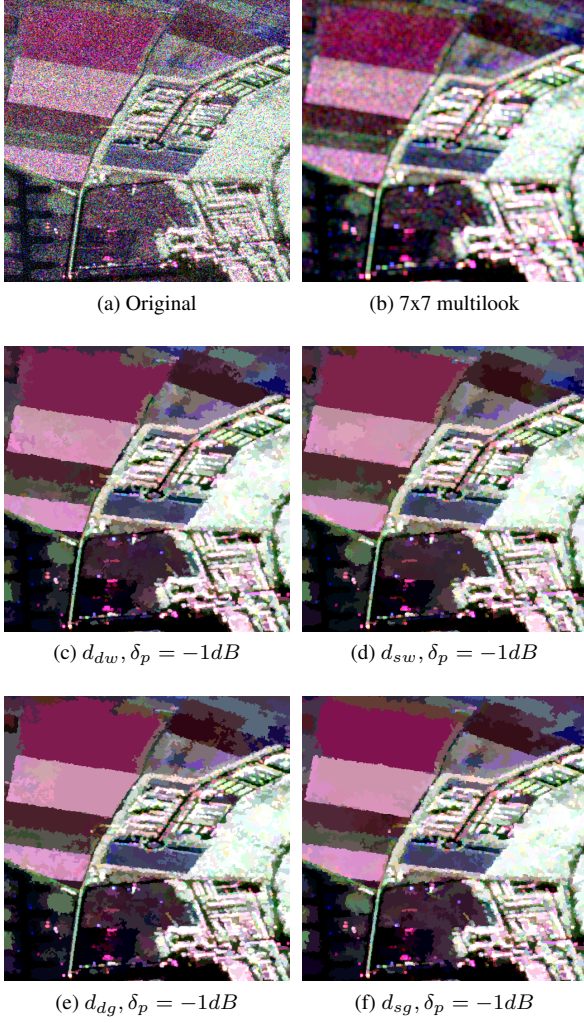 (a) Original
(b) 7x7 multilook
(c) d_{dw}, δ_p = −1dB
(d) d_{sw}, δ_p = −1dB
(e) d_{dg}, δ_p = −1dB
(f) d_{sg}, δ_p = −1dB